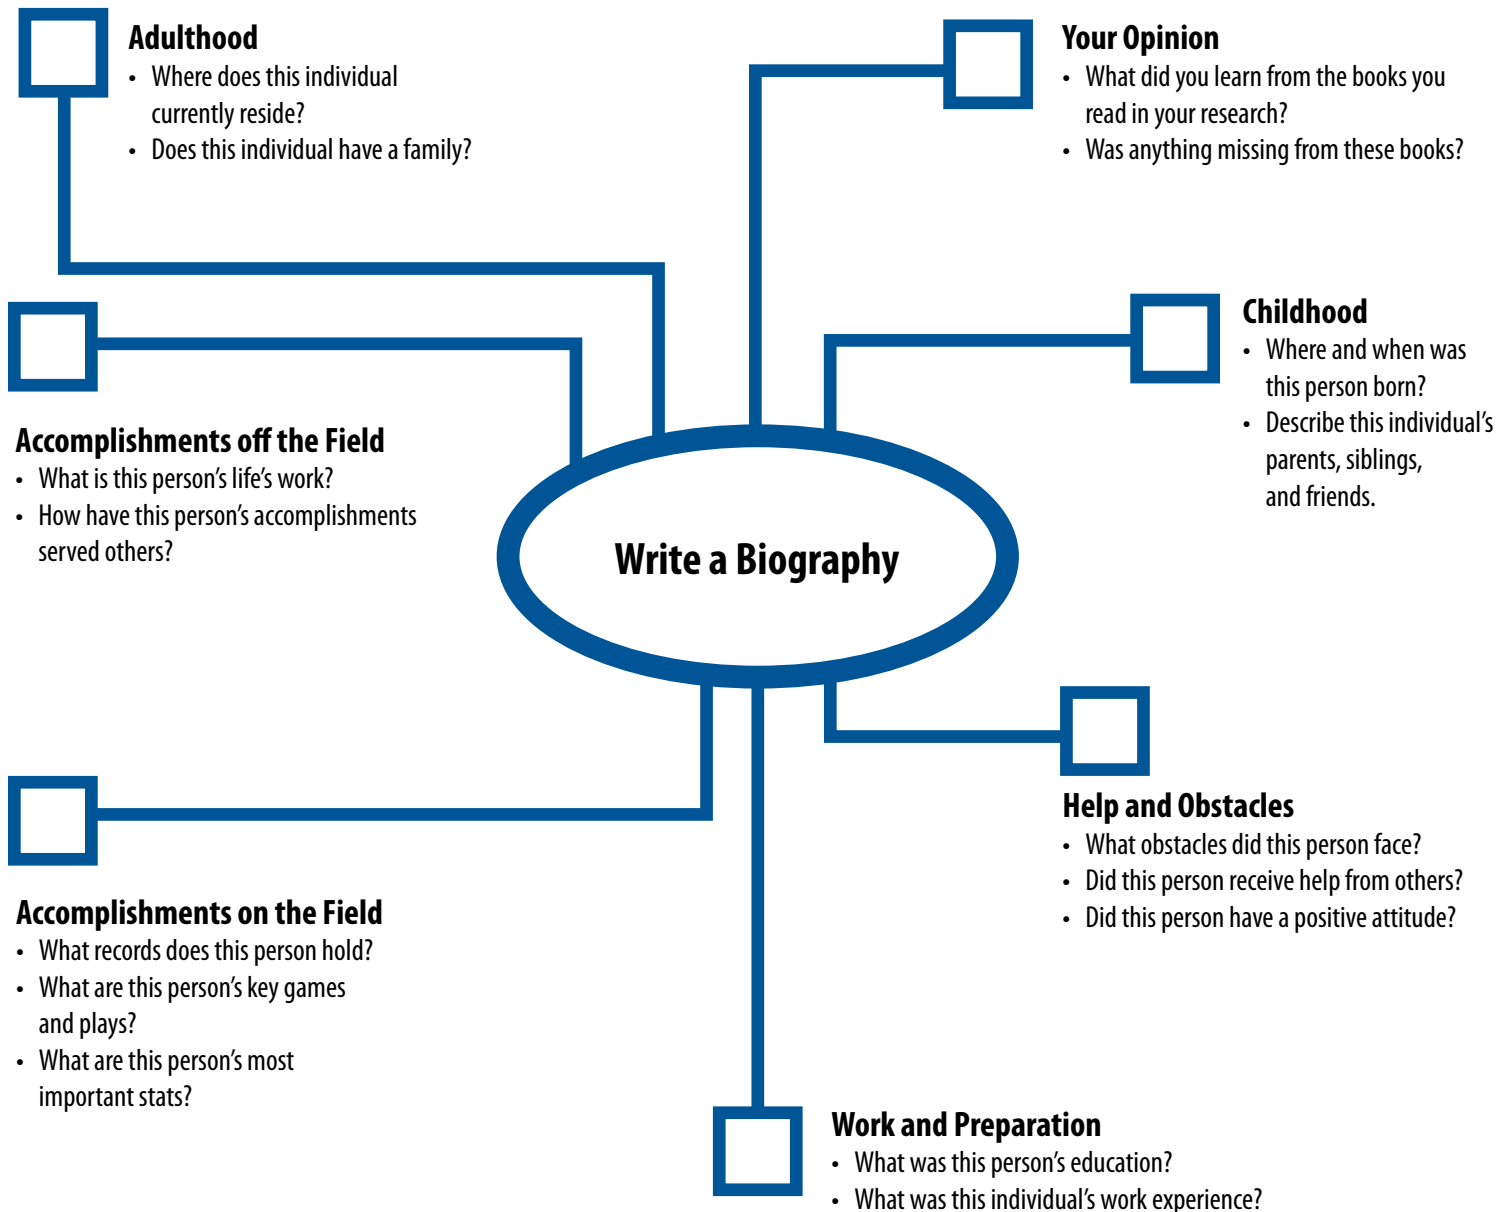 Adulthood
• Where does this individual
currently reside?
• Does this individual have a family?
Your Opinion
• What did you learn from the books you
read in your research?
• Was anything missing from these books?
Childhood
• Where and when was
this person born?
• Describe this individual’s
parents, siblings,
and friends.
Accomplishments off the Field
• What is this person’s life’s work?
• How have this person’s accomplishments
served others?
Write a Biography
Help and Obstacles
• What obstacles did this person face?
• Did this person receive help from others?
• Did this person have a positive attitude?
Accomplishments on the Field
• What records does this person hold?
• What are this person’s key games
and plays?
• What are this person’s most
important stats?
Work and Preparation
• What was this person’s education?
• What was this individual’s work experience?